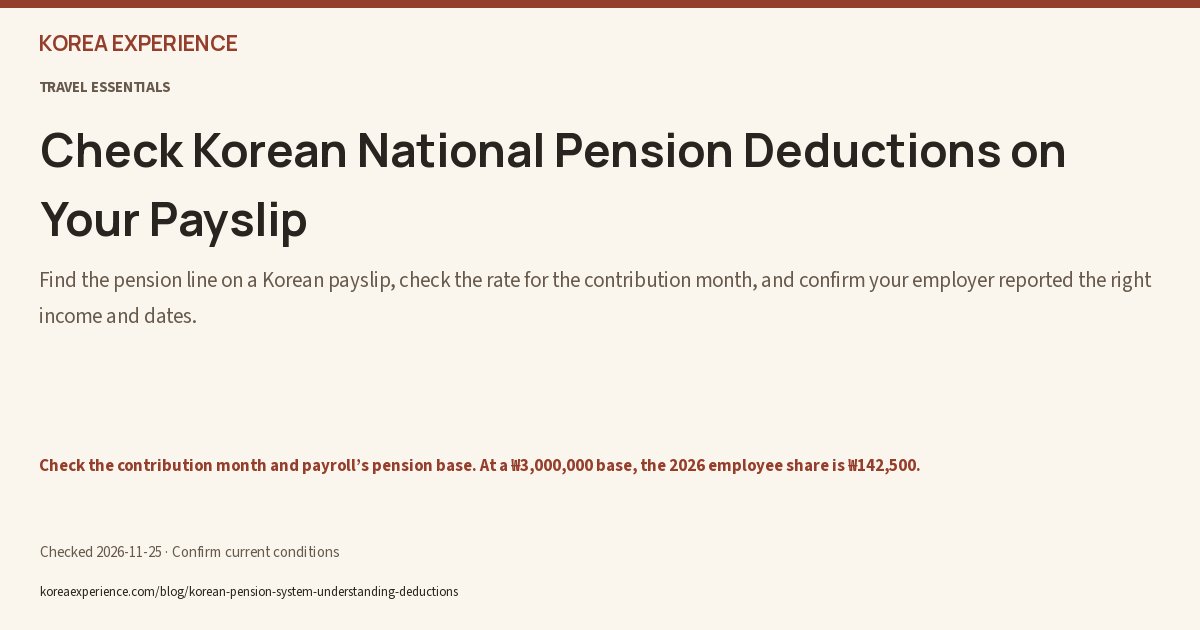 KOREA EXPERIENCE
TRAVEL ESSENTIALS
Check Korean National Pension Deductions on
Your Payslip
Find the pension line on a Korean payslip, check the rate for the contribution month, and confirm your employer reported the right
income and dates.
Check the contribution month and payroll’s pension base. At a ₩3,000,000 base, the 2026 employee share is ₩142,500.
Checked 2026-11-25 · Confirm current conditions
koreaexperience.com/blog/korean-pension-system-understanding-deductions